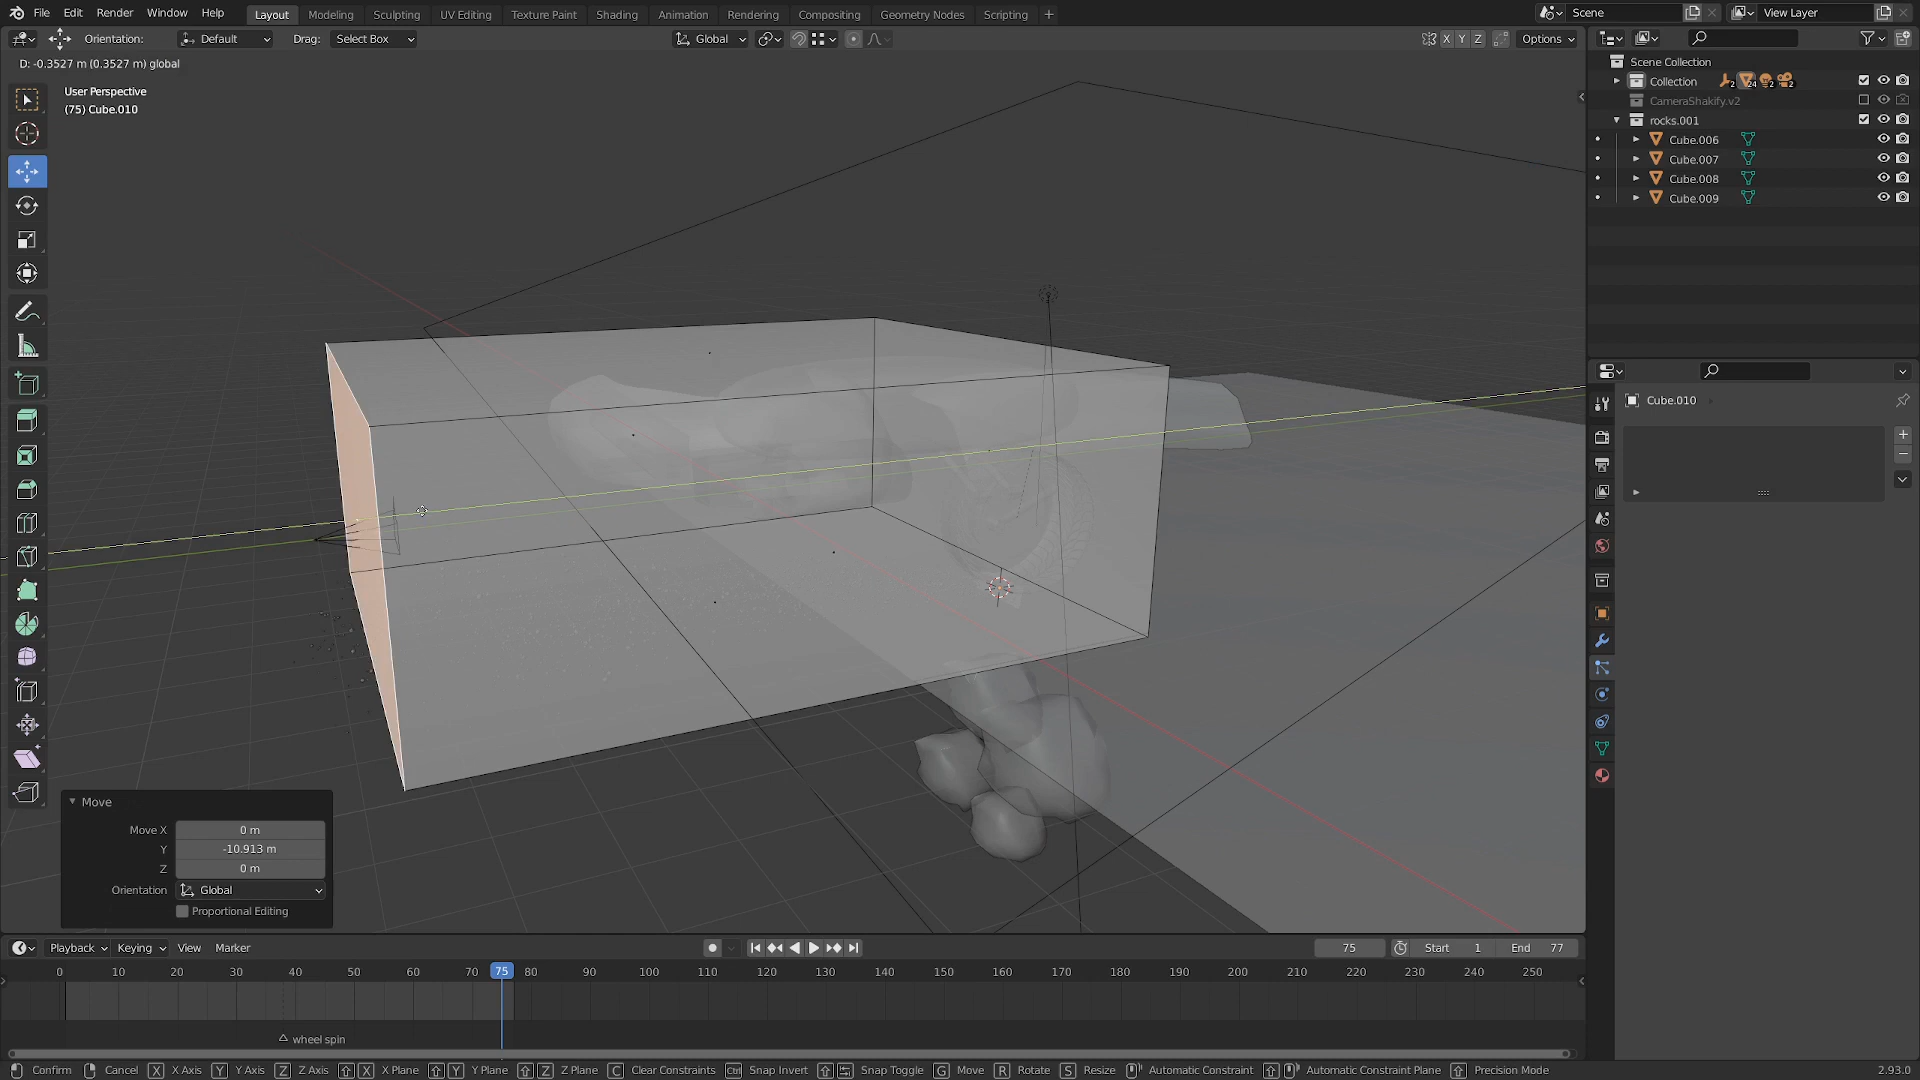 File Edit Render Window Help Layout Modeling Sculpting UV Editing Texture Paint Shading Animation Rendering Compositing Geometry Nodes Scripting + Scene View Layer
Orientation: Default Drag: Select Box Global X Y Z Options
D: -0.3527 m (0.3527 m) global
User Perspective
(75) Cube.010
Scene Collection
Collection 2 24 2 2
CameraShakify.v2
rocks.001
Cube.006
Cube.007
Cube.008
Cube.009
Cube.010
Move
Move X 0 m
Y -10.913 m
Z 0 m
Orientation Global
Proportional Editing
Playback Keying View Marker 75 Start 1 End 77
0 10 20 30 40 50 60 70 75 80 90 100 110 120 130 140 150 160 170 180 190 200 210 220 230 240 250
wheel spin
Confirm Cancel X X Axis Y Y Axis Z Z Axis X X Plane Y Y Plane Z Z Plane C Clear Constraints Ctrl Snap Invert Snap Toggle G Move R Rotate S Resize Automatic Constraint Automatic Constraint Plane Precision Mode 2.93.0